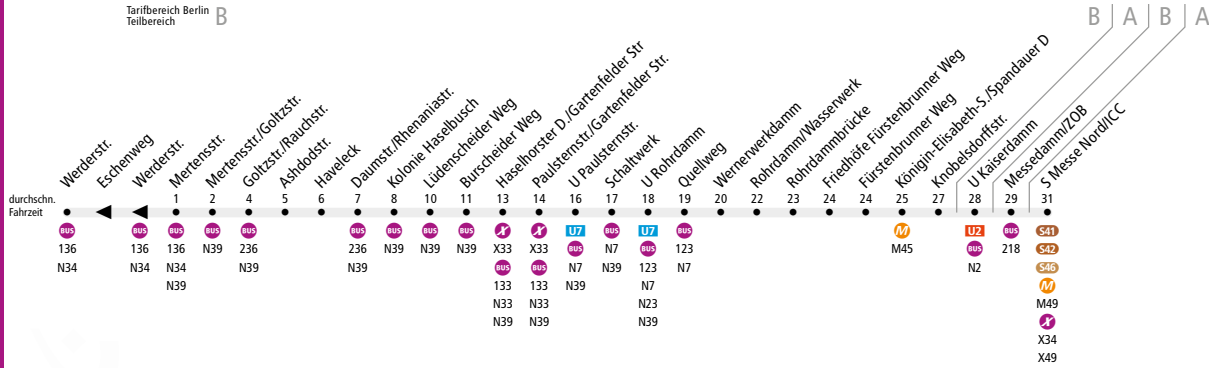 Tarifbereich Berlin
Teilbereich B
B A B A
Werderstr.
Eschenweg
Werderstr.
Mertensstr.
Mertensstr./Goltzstr.
Goltzstr./Rauchstr.
Ashdodstr.
Haveleck
Daumstr./Rhenaniastr.
Kolonie Haselbusch
Lüdenscheider Weg
Burscheider Weg
Haselhorster D./Gartenfelder Str
Paulsternstr./Gartenfelder Str.
U Paulsternstr.
Schaltwerk
U Rohrdamm
Quellweg
Wernerwerkdamm
Rohrdamm/Wasserwerk
Rohrdammbrücke
Friedhöfe Fürstenbrunner Weg
Fürstenbrunner Weg
Königin-Elisabeth-S./Spandauer D
Knobelsdorffstr.
U Kaiserdamm
Messedamm/ZOB
S Messe Nord/ICC
durchschn.
Fahrzeit
1 2 4 5 6 7 8 10 11 13 14 16 17 18 19 20 22 23 24 24 25 27 28 29 31
BUS BUS BUS BUS BUS BUS BUS BUS BUS X X U7 BUS U7 BUS M U2 BUS S41
136 136 136 N39 236 236 N39 N39 N39 X33 X33 BUS N7 BUS 123 M45 BUS 218 S42
N34 N34 N34 N39 N39 BUS BUS N7 N39 123 N7 N2 S46
N39 133 133 N39 N7 M
N33 N33 N23 M49
N39 N39 N39 X
X34
X49